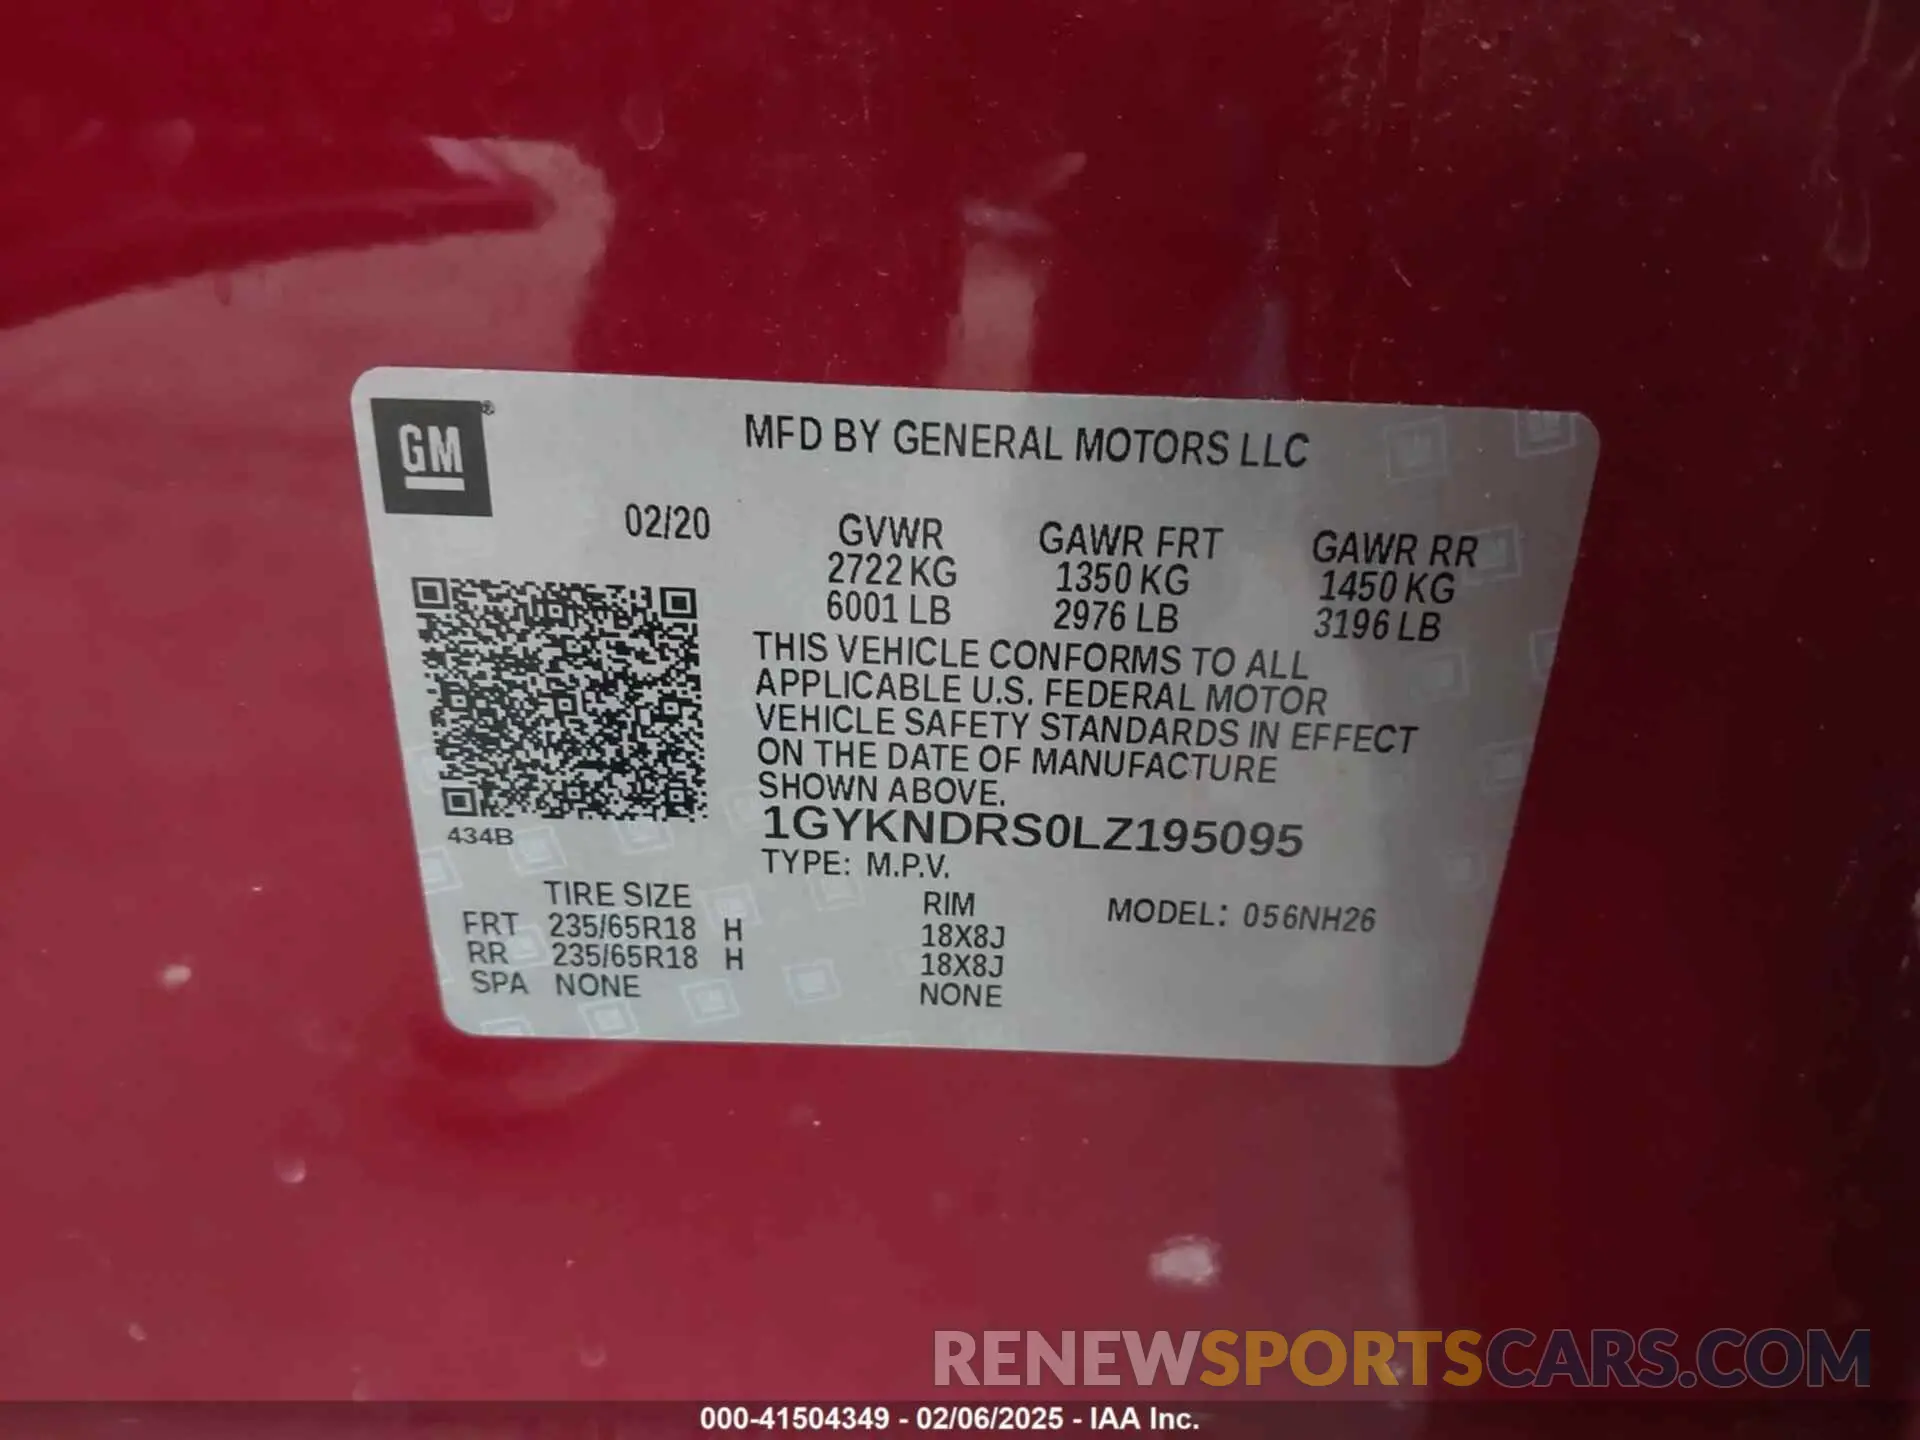 GM®
MFD BY GENERAL MOTORS LLC
02/20
GVWR GAWR FRT GAWR RR
2722 KG 1350 KG 1450 KG
6001 LB 2976 LB 3196 LB
THIS VEHICLE CONFORMS TO ALL
APPLICABLE U.S. FEDERAL MOTOR
VEHICLE SAFETY STANDARDS IN EFFECT
ON THE DATE OF MANUFACTURE
SHOWN ABOVE.
434B
1GYKNDRS0LZ195095
TYPE: M.P.V.
TIRE SIZE RIM MODEL: 056NH26
FRT 235/65R18 H 18X8J
RR 235/65R18 H 18X8J
SPA NONE NONE
RENEWSPORTSCARS.COM
000-41504349 - 02/06/2025 - IAA Inc.